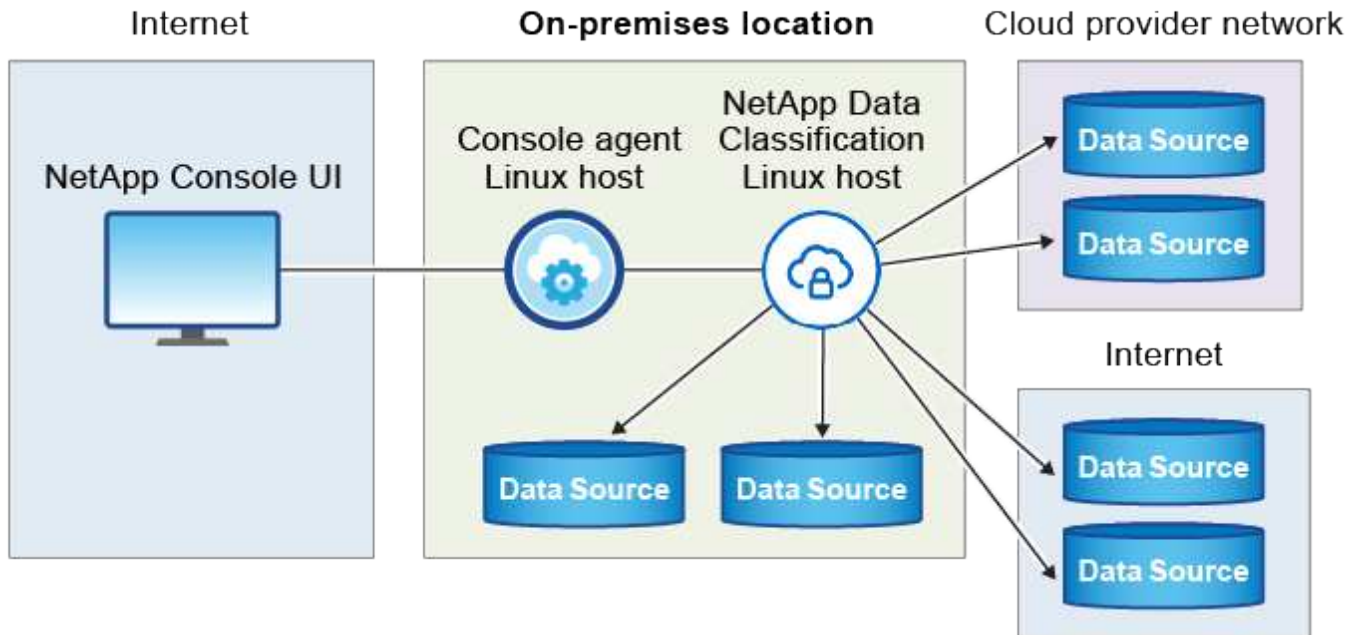 Internet
On-premises location
Cloud provider network
NetApp Console UI
Console agent
Linux host
NetApp Data
Classification
Linux host
Data Source
Data Source
Data Source
Data Source
Internet
Data Source
Data Source